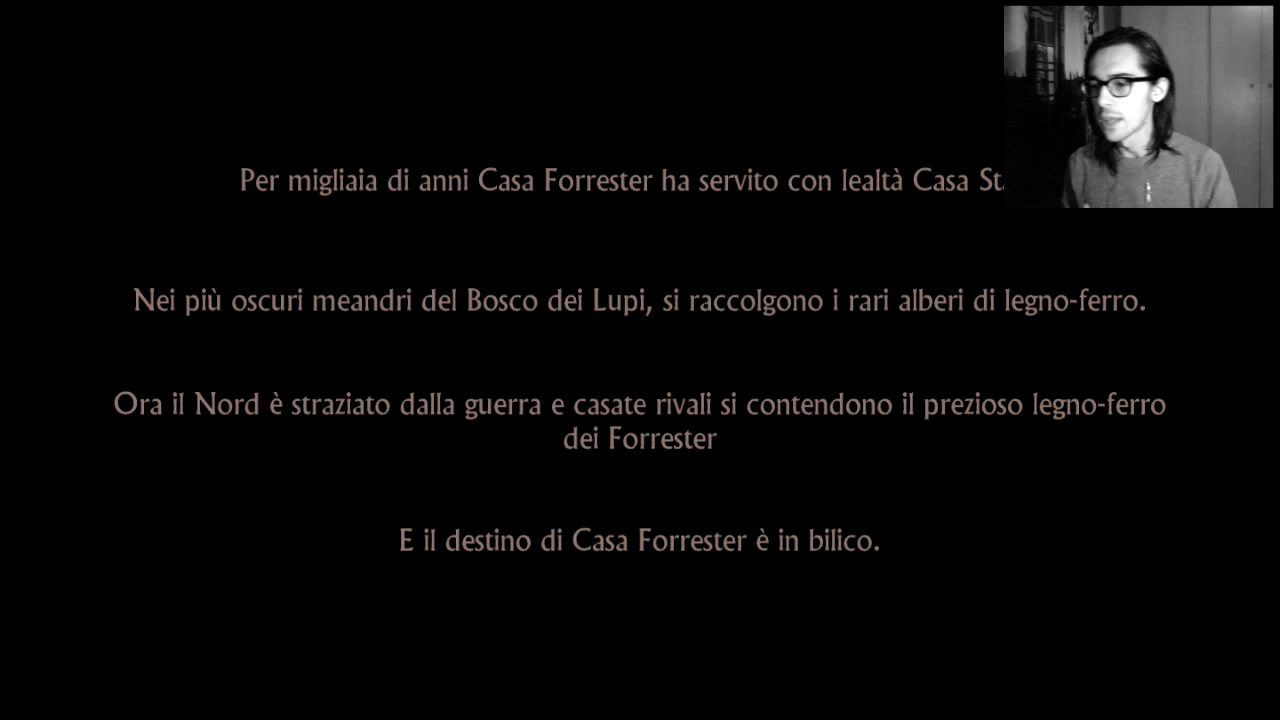 Per migliaia di anni Casa Forrester ha servito con lealtà Casa
Nei più oscuri meandri del Bosco dei Lupi, si raccolgono i rari alberi di legno-ferro.
Ora il Nord è straziato dalla guerra e casate rivali si contendono il prezioso legno-ferro
dei Forrester
E il destino di Casa Forrester è in bilico.